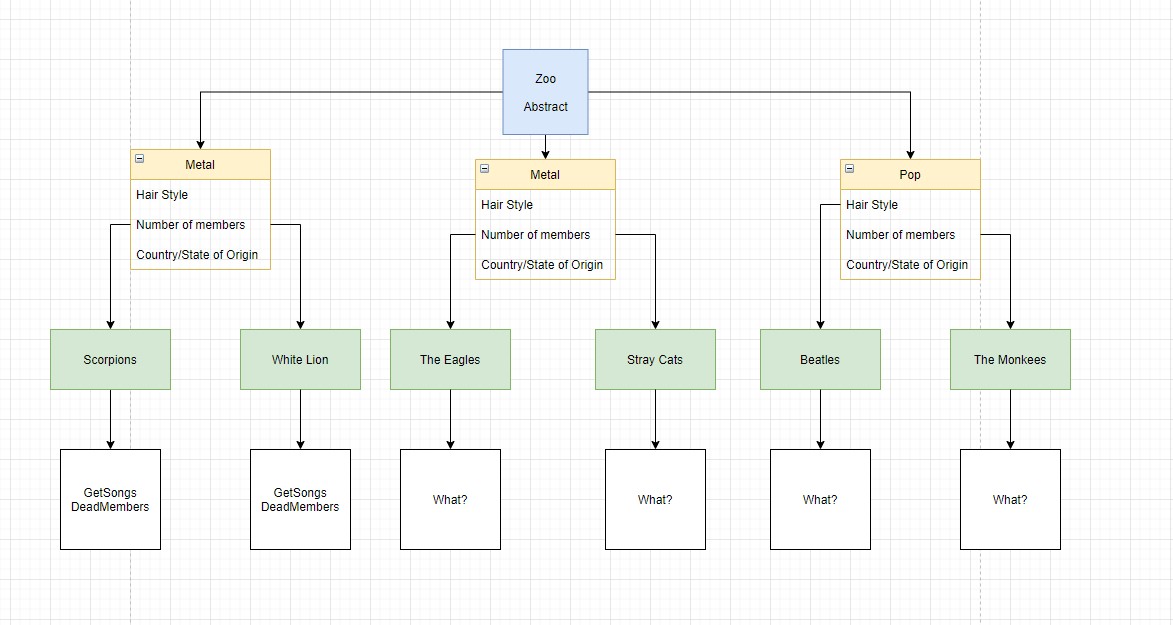 Zoo
Abstract
Metal
Hair Style
Number of members
Country/State of Origin
Metal
Hair Style
Number of members
Country/State of Origin
Pop
Hair Style
Number of members
Country/State of Origin
Scorpions
White Lion
The Eagles
Stray Cats
Beatles
The Monkees
GetSongs
DeadMembers
GetSongs
DeadMembers
What?
What?
What?
What?